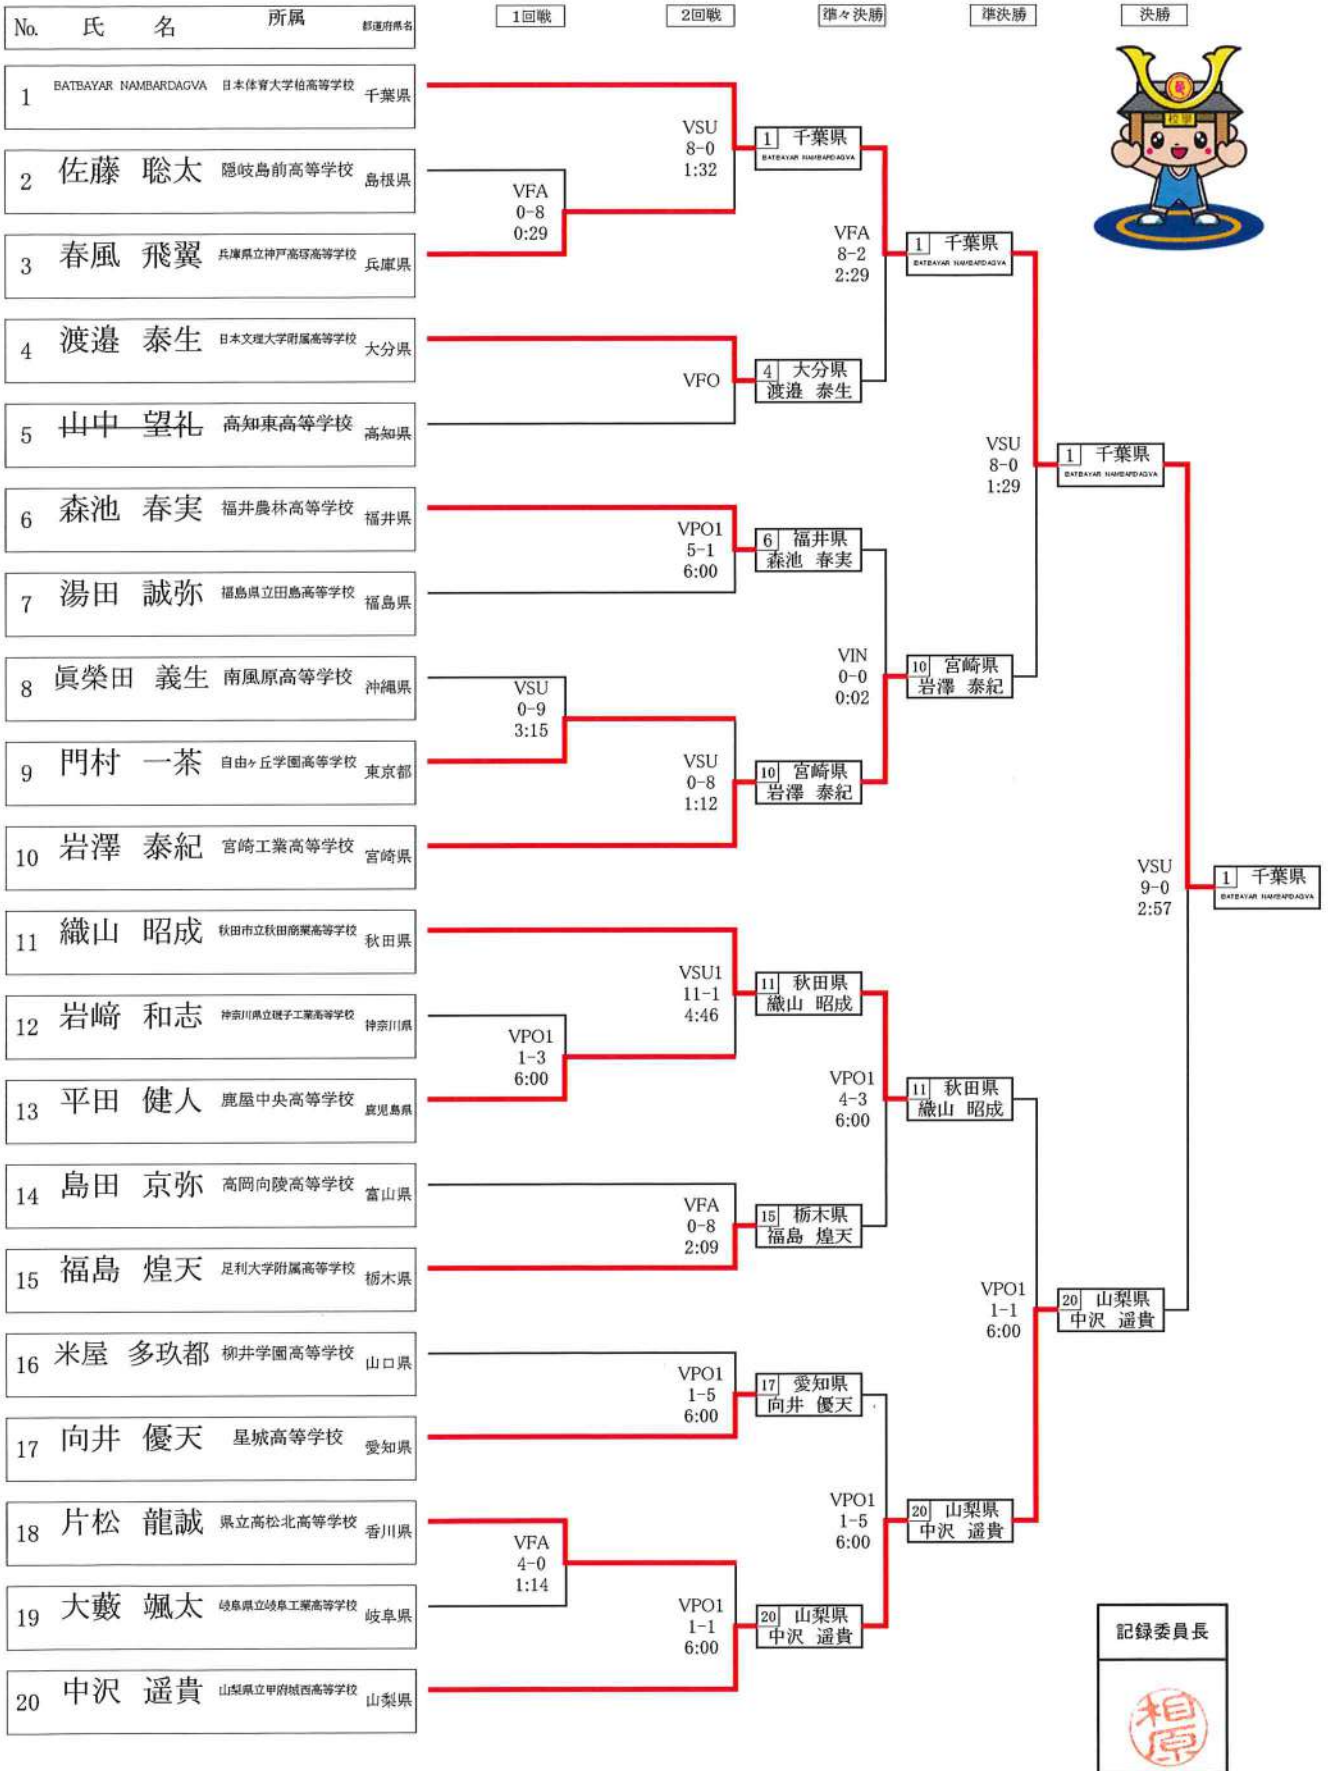 No. 氏 名 所属 都道府県名 1回戦 2回戦 準々決勝 準決勝 決勝
1 BATBAYAR NAMBARDAGVA 日本体育大学柏高等学校 千葉県
2 佐藤 聡太 隠岐島前高等学校 島根県
3 春風 飛翼 兵庫県立神戸高塚高等学校 兵庫県
4 渡邉 泰生 日本文理大学附属高等学校 大分県
5 山中 望礼 高知東高等学校 高知県
6 森池 春実 福井農林高等学校 福井県
7 湯田 誠弥 福島県立田島高等学校 福島県
8 眞榮田 義生 南風原高等学校 沖縄県
9 門村 一茶 自由ヶ丘学園高等学校 東京都
10 岩澤 泰紀 宮崎工業高等学校 宮崎県
11 織山 昭成 秋田市立秋田商業高等学校 秋田県
12 岩﨑 和志 神奈川県立磯子工業高等学校 神奈川県
13 平田 健人 鹿屋中央高等学校 鹿児島県
14 島田 京弥 高岡向陵高等学校 富山県
15 福島 煌天 足利大学附属高等学校 栃木県
16 米屋 多玖都 柳井学園高等学校 山口県
17 向井 優天 星城高等学校 愛知県
18 片松 龍誠 県立高松北高等学校 香川県
19 大藪 颯太 岐阜県立岐阜工業高等学校 岐阜県
20 中沢 遥貴 山梨県立甲府城西高等学校 山梨県
VFA
0-8
0:29
VSU
0-9
3:15
VPO1
1-3
6:00
VFA
4-0
1:14
VSU
8-0
1:32
VFO
VPO1
5-1
6:00
VSU
0-8
1:12
VSU1
11-1
4:46
VFA
0-8
2:09
VPO1
1-5
6:00
VPO1
1-1
6:00
1 千葉県
BATBAYAR NAMBARDAGVA
4 大分県
渡邉 泰生
6 福井県
森池 春実
10 宮崎県
岩澤 泰紀
11 秋田県
織山 昭成
15 栃木県
福島 煌天
17 愛知県
向井 優天
20 山梨県
中沢 遥貴
VFA
8-2
2:29
VIN
0-0
0:02
VPO1
4-3
6:00
VPO1
1-5
6:00
1 千葉県
BATBAYAR NAMBARDAGVA
10 宮崎県
岩澤 泰紀
11 秋田県
織山 昭成
20 山梨県
中沢 遥貴
VSU
8-0
1:29
VPO1
1-1
6:00
1 千葉県
BATBAYAR NAMBARDAGVA
20 山梨県
中沢 遥貴
VSU
9-0
2:57
1 千葉県
BATBAYAR NAMBARDAGVA
記録委員長
相原